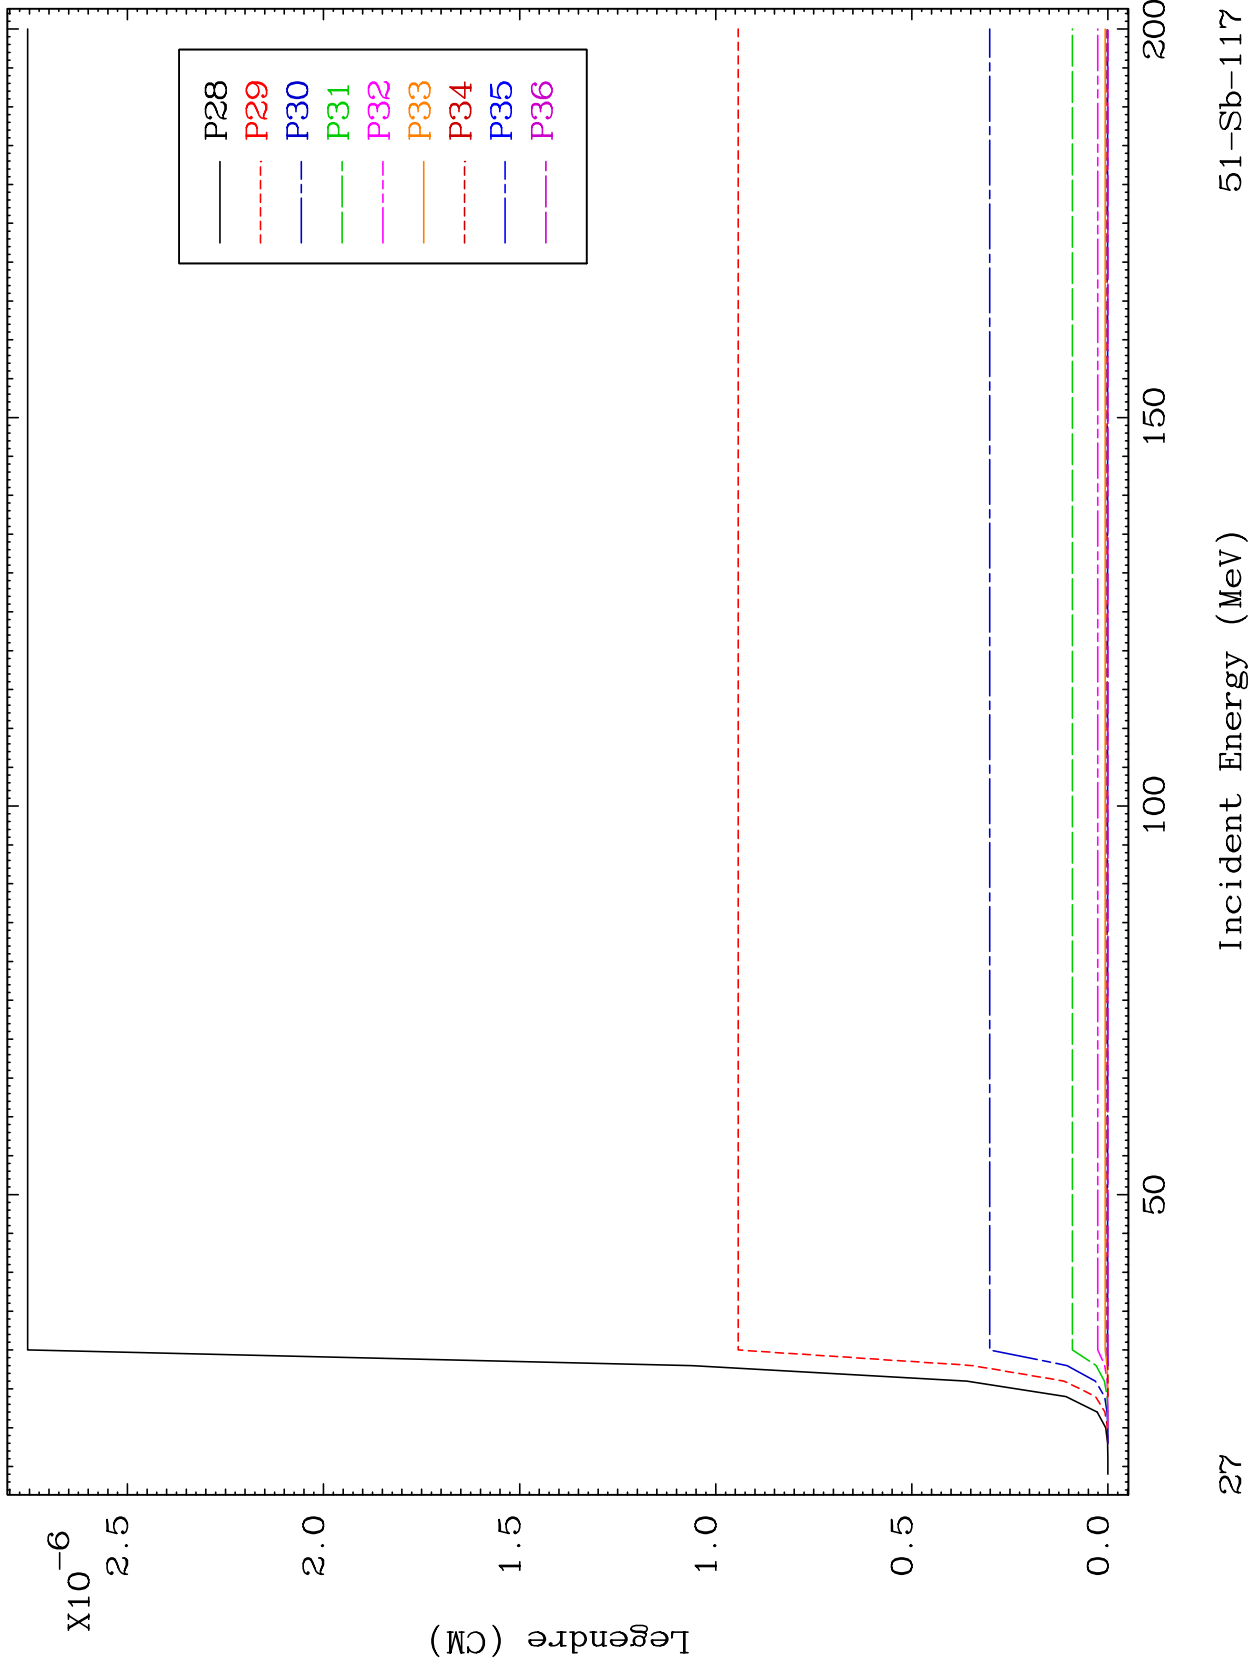 X10-6
2.5
2.0
1.5
1.0
0.5
0.0
Legendre (CM)
P28
P29
P30
P31
P32
P33
P34
P35
P36
50
100
150
200
Incident Energy (MeV)
27
51-Sb-117